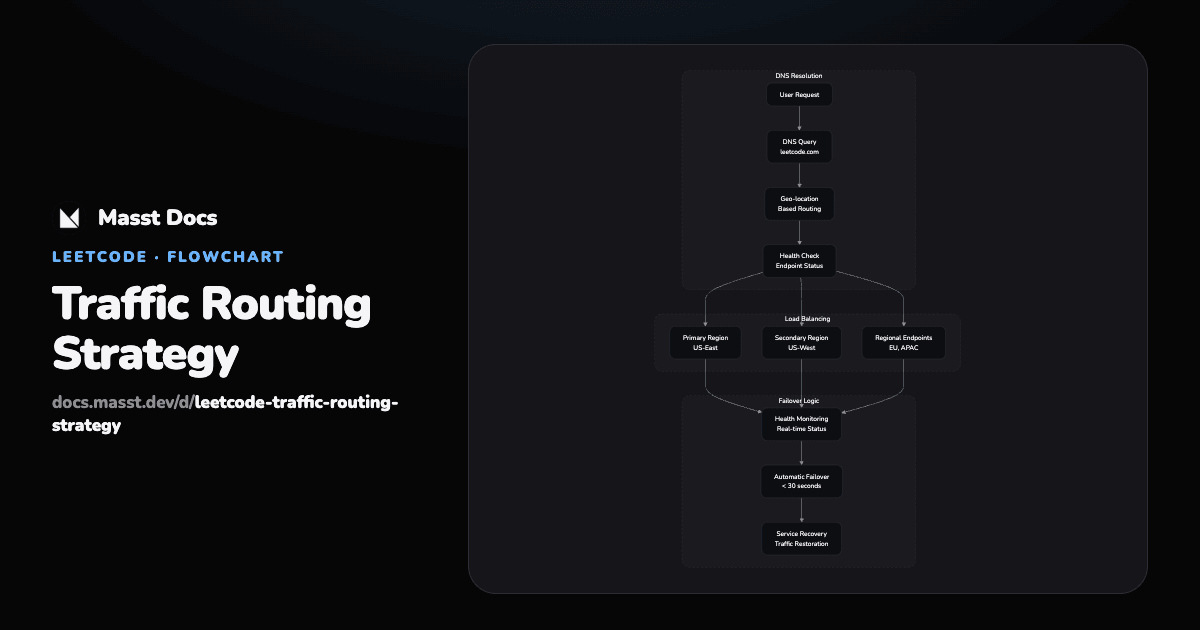 Masst Docs
LEETCODE · FLOWCHART
Traffic Routing
Strategy
docs.masst.dev/d/leetcode-traffic-routing-
strategy
DNS Resolution
User Request
DNS Query
leetcode.com
Geo-location
Based Routing
Health Check
Endpoint Status
Load Balancing
Primary Region
US-East
Secondary Region
US-West
Regional Endpoints
EU, APAC
Failover Logic
Health Monitoring
Real-time Status
Automatic Failover
< 30 seconds
Service Recovery
Traffic Restoration